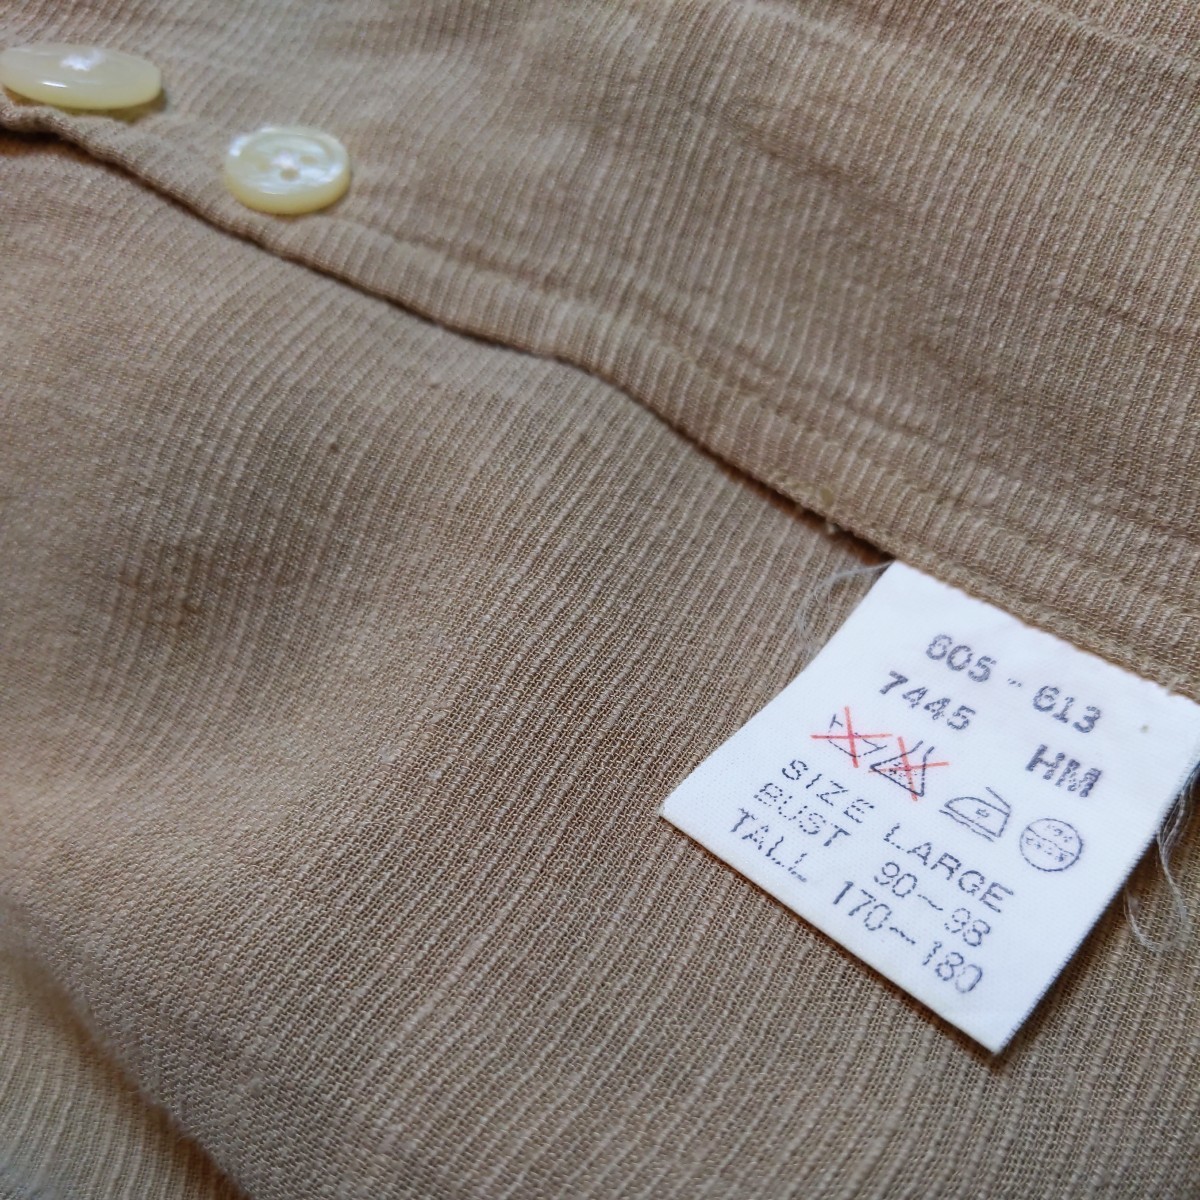 605-613
7445 HM
SIZE LARGE
BUST 90~98
TALL 170~180